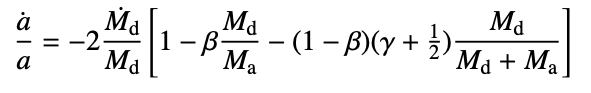 ȧ/a = −2 Ṁ_d/M_d [1 − β M_d/M_a − (1 − β)(γ + ½) M_d/(M_d + M_a)]